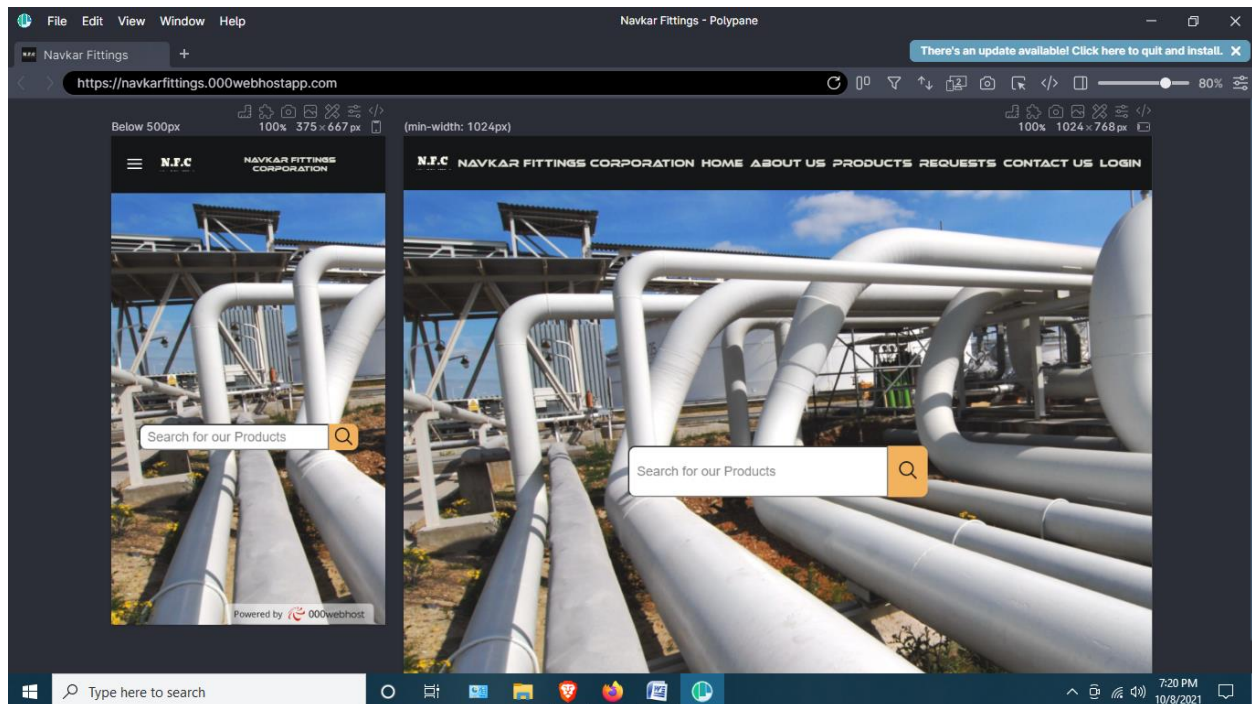 File Edit View Window Help
Navkar Fittings - Polypane
N.F.C Navkar Fittings
There's an update available! Click here to quit and install. X
https://navkarfittings.000webhostapp.com
80%
Below 500px
100% 375×667 px
(min-width: 1024px)
100% 1024×768 px
N.F.C
NAVKAR FITTINGS
CORPORATION
N.F.C NAVKAR FITTINGS CORPORATION HOME ABOUT US PRODUCTS REQUESTS CONTACT US LOGIN
Search for our Products
Search for our Products
Powered by 000webhost
Type here to search
7:20 PM
10/8/2021